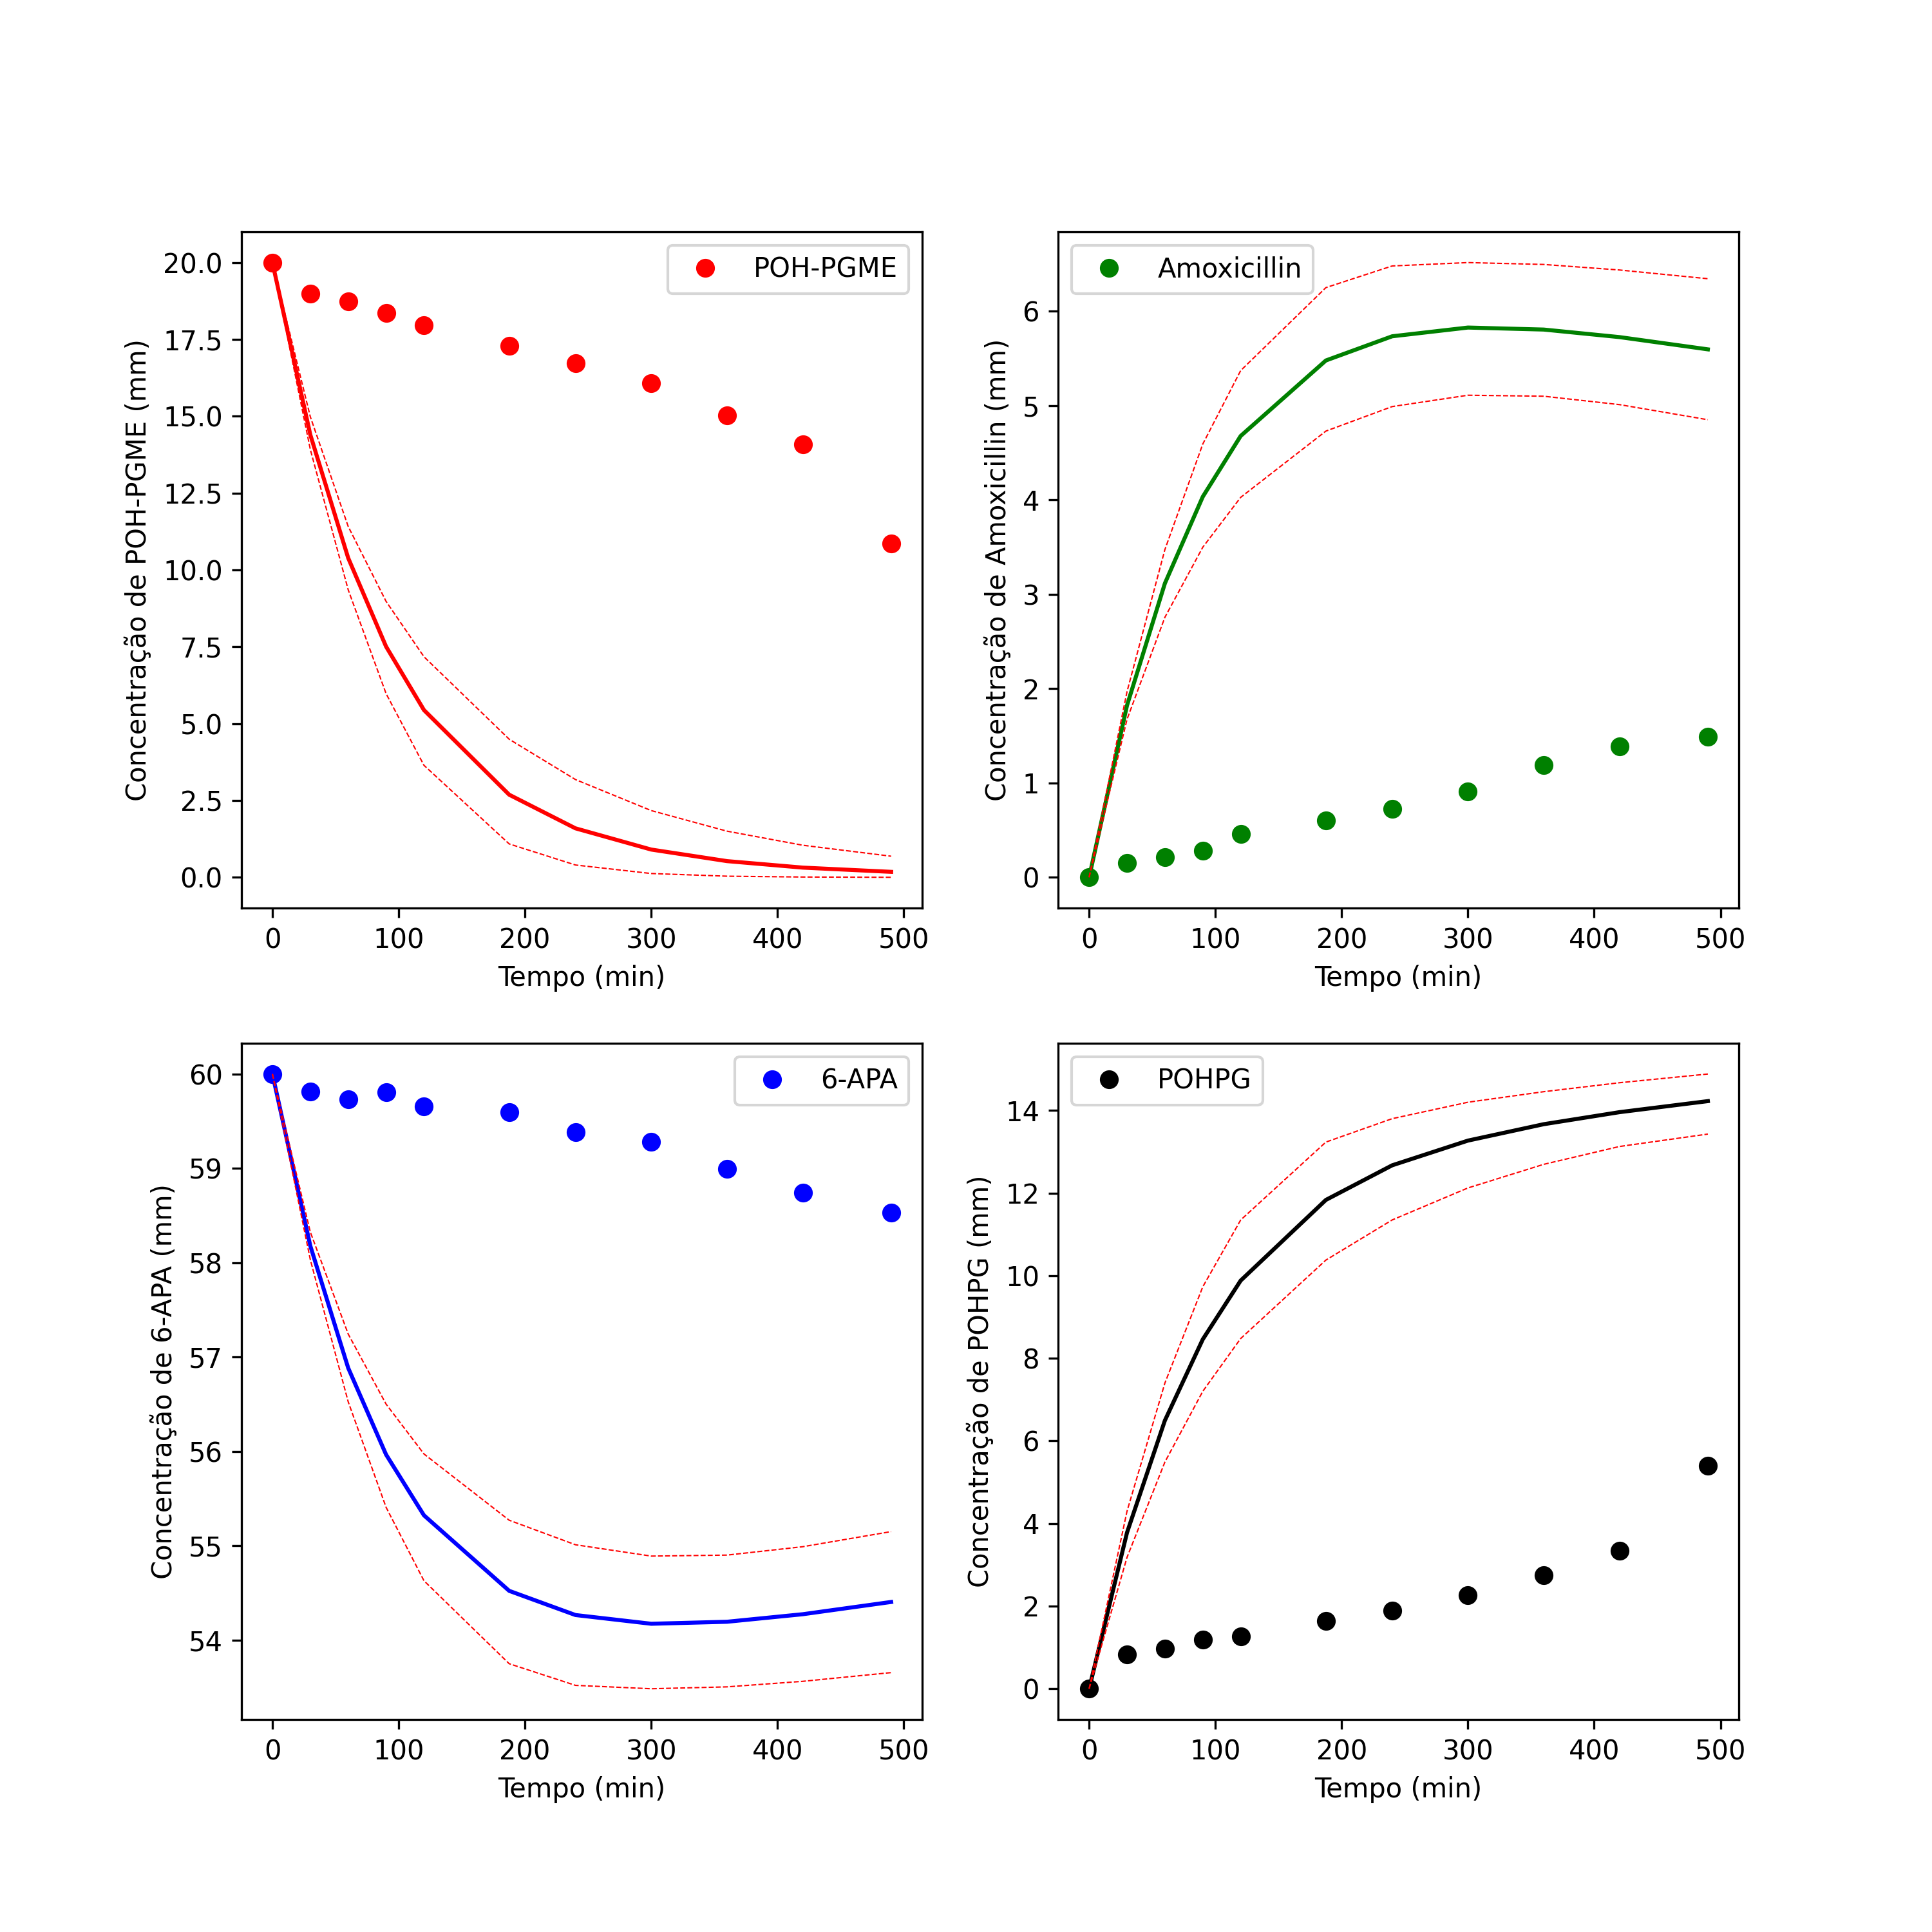 POH-PGME
Concentração de POH-PGME (mm)
20.0
17.5
15.0
12.5
10.0
7.5
5.0
2.5
0.0
0 100 200 300 400 500
Tempo (min)
Amoxicillin
Concentração de Amoxicillin (mm)
6
5
4
3
2
1
0
0 100 200 300 400 500
Tempo (min)
6-APA
Concentração de 6-APA (mm)
60
59
58
57
56
55
54
0 100 200 300 400 500
Tempo (min)
POHPG
Concentração de POHPG (mm)
14
12
10
8
6
4
2
0
0 100 200 300 400 500
Tempo (min)